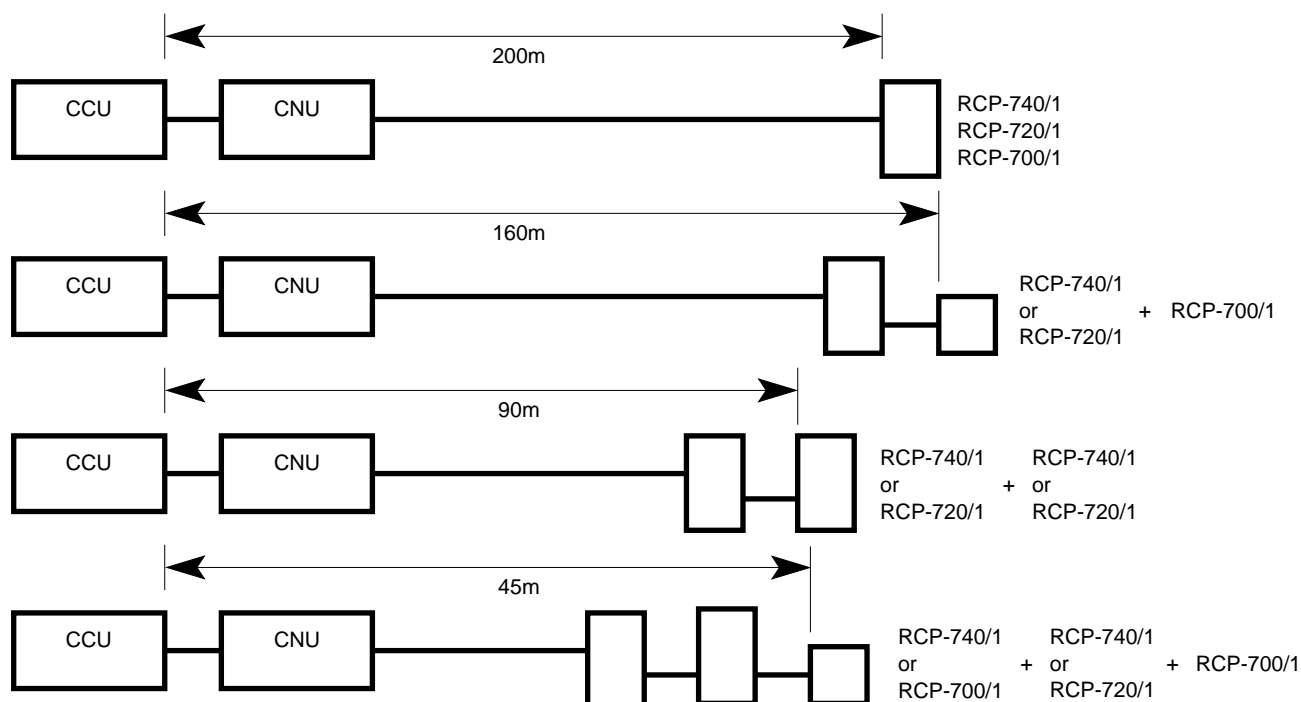 200m
CCU
CNU
RCP-740/1
RCP-720/1
RCP-700/1
160m
CCU
CNU
RCP-740/1
or
RCP-720/1
+ RCP-700/1
90m
CCU
CNU
RCP-740/1
or
RCP-720/1
+
RCP-740/1
or
RCP-720/1
45m
CCU
CNU
RCP-740/1
or
RCP-700/1
+
RCP-740/1
or
RCP-720/1
+ RCP-700/1